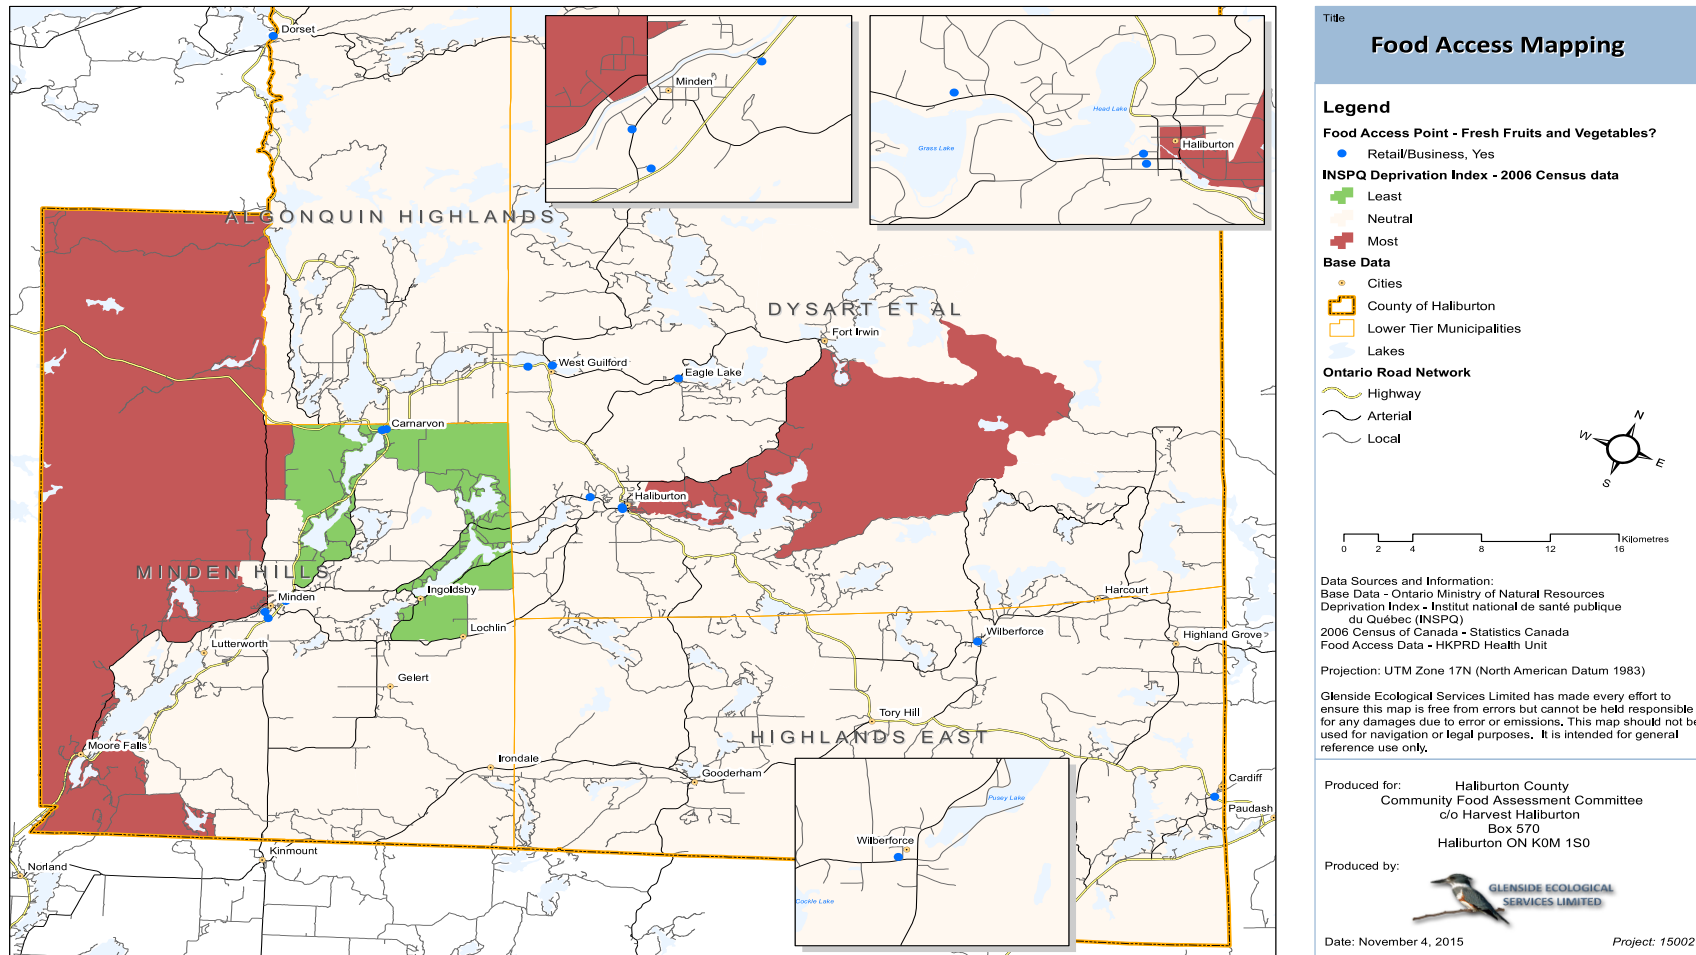 Dorset
Minden
Head Lake
Grass Lake
Haliburton
ALGONQUIN HIGHLANDS
DYSART ET AL
Fort Irwin
West Guilford
Eagle Lake
Carnarvon
Haliburton
MINDEN HILLS
Minden
Ingoldsby
Harcourt
Lochlin
Wilberforce
Highland Grove
Lutterworth
Gelert
Tory Hill
HIGHLANDS EAST
Moore Falls
Irondale
Gooderham
Cardiff
Paudash
Pusey Lake
Wilberforce
Cockle Lake
Kinmount
Norland
Title
Food Access Mapping
Legend
Food Access Point - Fresh Fruits and Vegetables?
Retail/Business, Yes
INSPQ Deprivation Index - 2006 Census data
Least
Neutral
Most
Base Data
Cities
County of Haliburton
Lower Tier Municipalities
Lakes
Ontario Road Network
Highway
Arterial
Local
N
W
E
S
0 2 4 8 12 16 Kilometres
Data Sources and Information:
Base Data - Ontario Ministry of Natural Resources
Deprivation Index - Institut national de santé publique
du Québec (INSPQ)
2006 Census of Canada - Statistics Canada
Food Access Data - HKPRD Health Unit
Projection: UTM Zone 17N (North American Datum 1983)
Glenside Ecological Services Limited has made every effort to
ensure this map is free from errors but cannot be held responsible
for any damages due to error or emissions. This map should not be
used for navigation or legal purposes. It is intended for general
reference use only.
Produced for: Haliburton County
Community Food Assessment Committee
c/o Harvest Haliburton
Box 570
Haliburton ON K0M 1S0
Produced by:
GLENSIDE ECOLOGICAL
SERVICES LIMITED
Date: November 4, 2015 Project: 15002